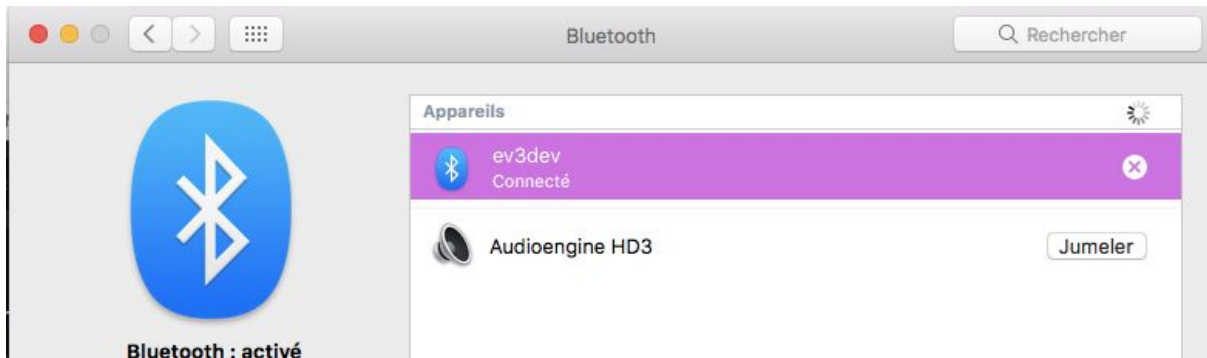 Bluetooth
Rechercher
Appareils
ev3dev
Connecté
Audioengine HD3
Jumeler
Bluetooth : activé